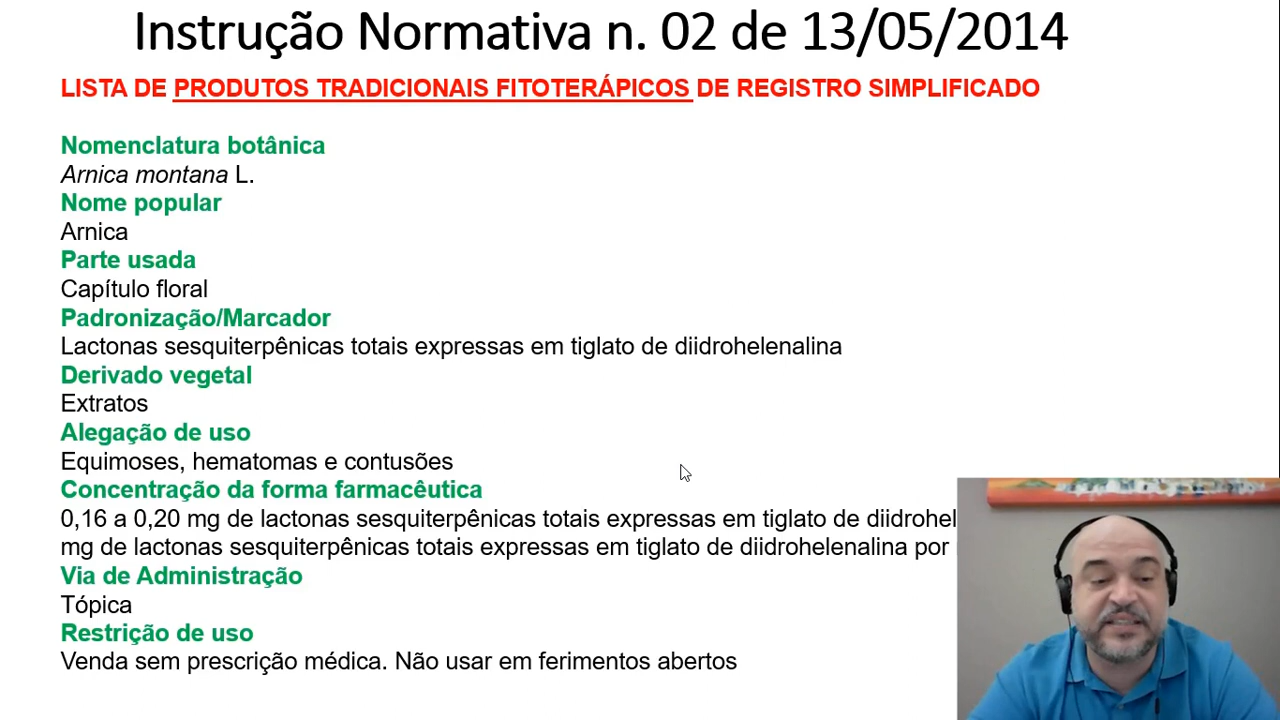 Instrução Normativa n. 02 de 13/05/2014
LISTA DE PRODUTOS TRADICIONAIS FITOTERÁPICOS DE REGISTRO SIMPLIFICADO
Nomenclatura botânica
Arnica montana L.
Nome popular
Arnica
Parte usada
Capítulo floral
Padronização/Marcador
Lactonas sesquiterpênicas totais expressas em tiglato de diidrohelenalina
Derivado vegetal
Extratos
Alegação de uso
Equimoses, hematomas e contusões
Concentração da forma farmacêutica
0,16 a 0,20 mg de lactonas sesquiterpênicas totais expressas em tiglato de diidrohel
mg de lactonas sesquiterpênicas totais expressas em tiglato de diidrohelenalina por
Via de Administração
Tópica
Restrição de uso
Venda sem prescrição médica. Não usar em ferimentos abertos